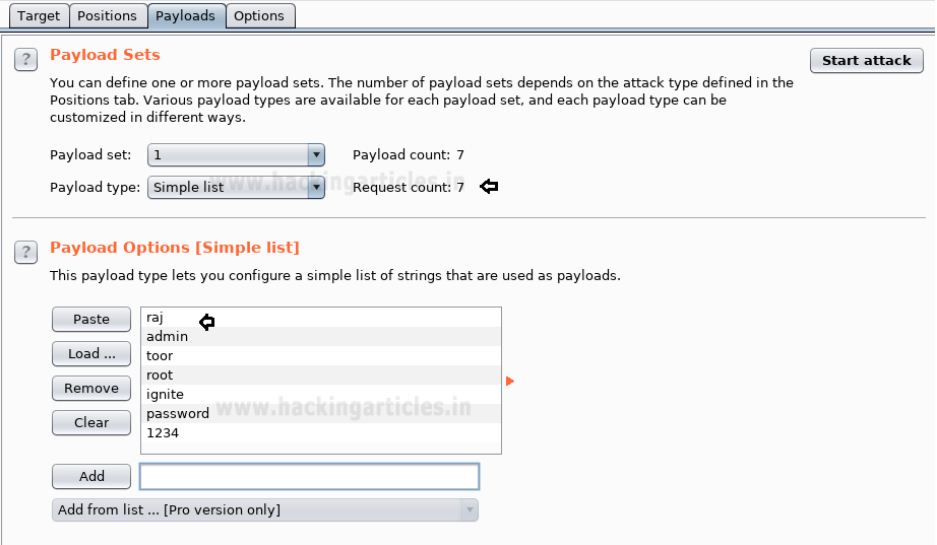 Target Positions Payloads Options
? Payload Sets Start attack
You can define one or more payload sets. The number of payload sets depends on the attack type defined in the
Positions tab. Various payload types are available for each payload set, and each payload type can be
customized in different ways.
Payload set: 1 Payload count: 7
Payload type: Simple list Request count: 7
www.hackingarticles.in
? Payload Options [Simple list]
This payload type lets you configure a simple list of strings that are used as payloads.
Paste
Load ...
Remove
Clear
raj
admin
toor
root
ignite
password
1234
www.hackingarticles.in
Add
Add from list ... [Pro version only]